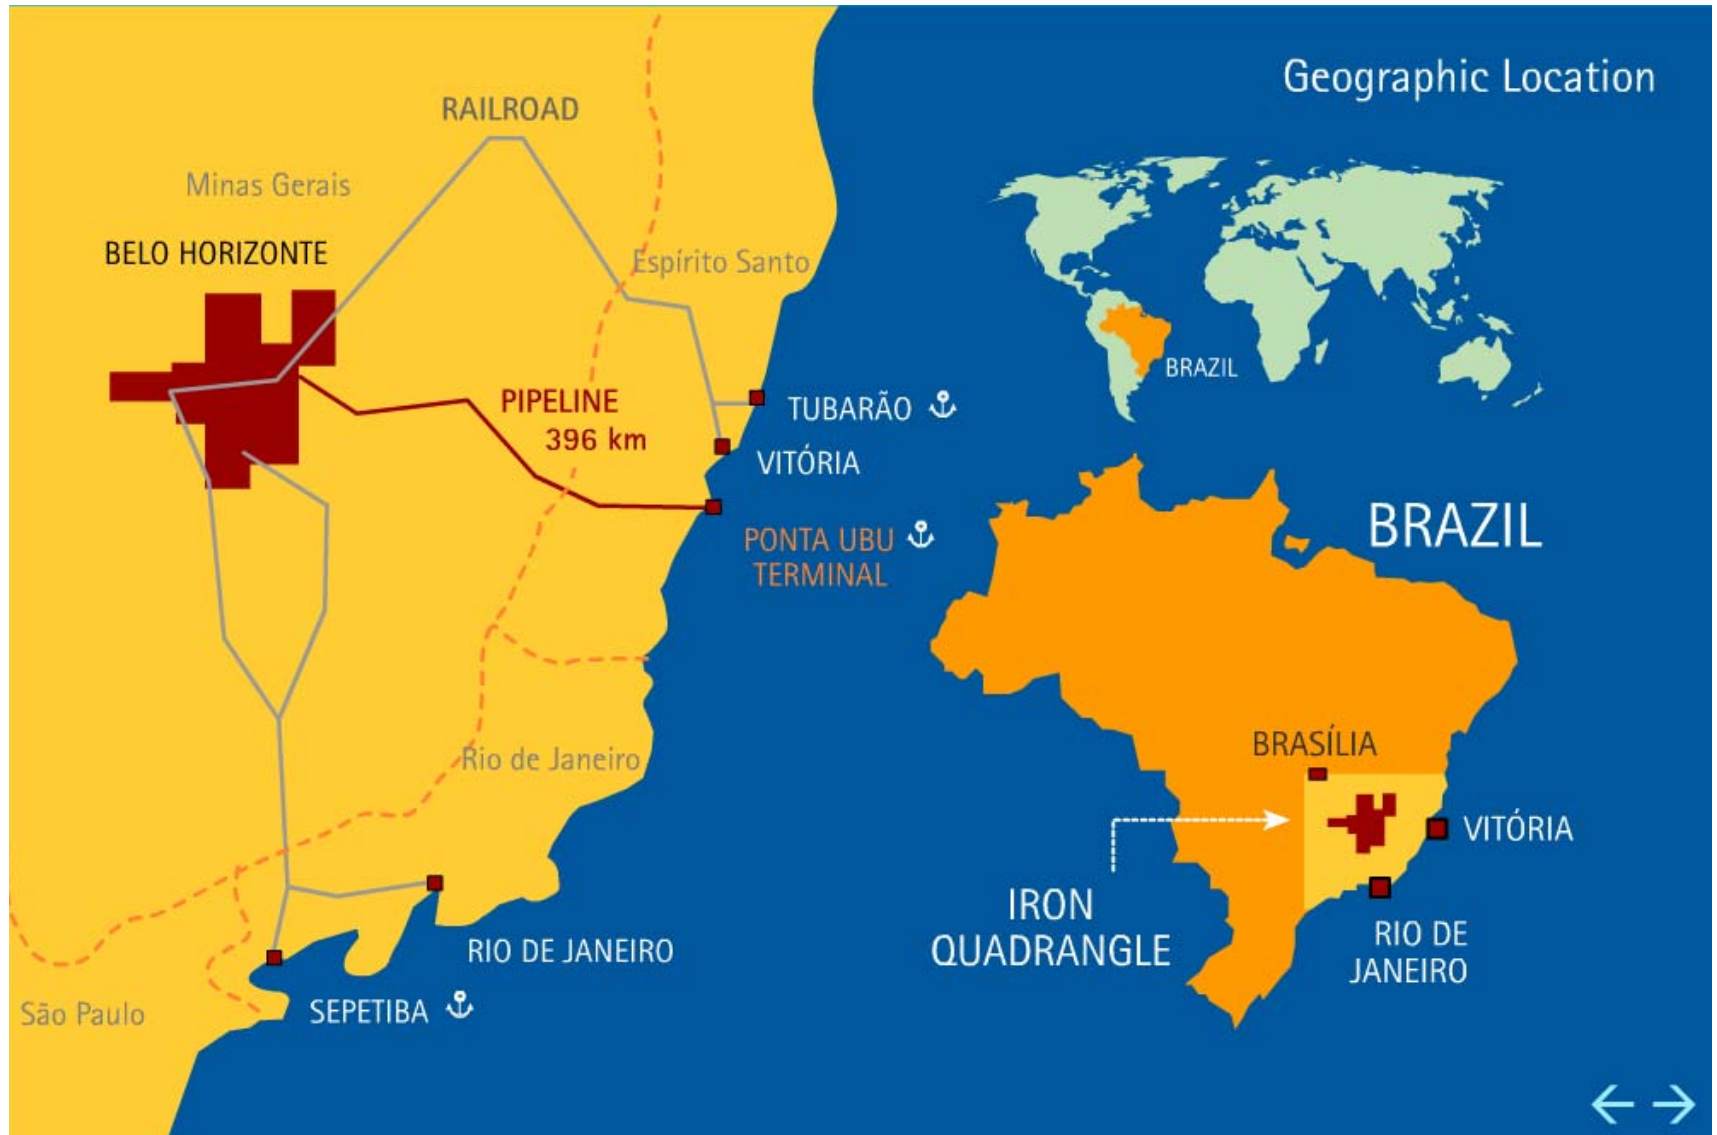 Geographic Location
RAILROAD
Minas Gerais
BELO HORIZONTE
Espírito Santo
BRAZIL
PIPELINE
396 km
TUBARÃO
VITÓRIA
PONTA UBU
TERMINAL
BRAZIL
BRASÍLIA
Rio de Janeiro
VITÓRIA
IRON
QUADRANGLE
RIO DE
JANEIRO
RIO DE JANEIRO
SEPETIBA
São Paulo